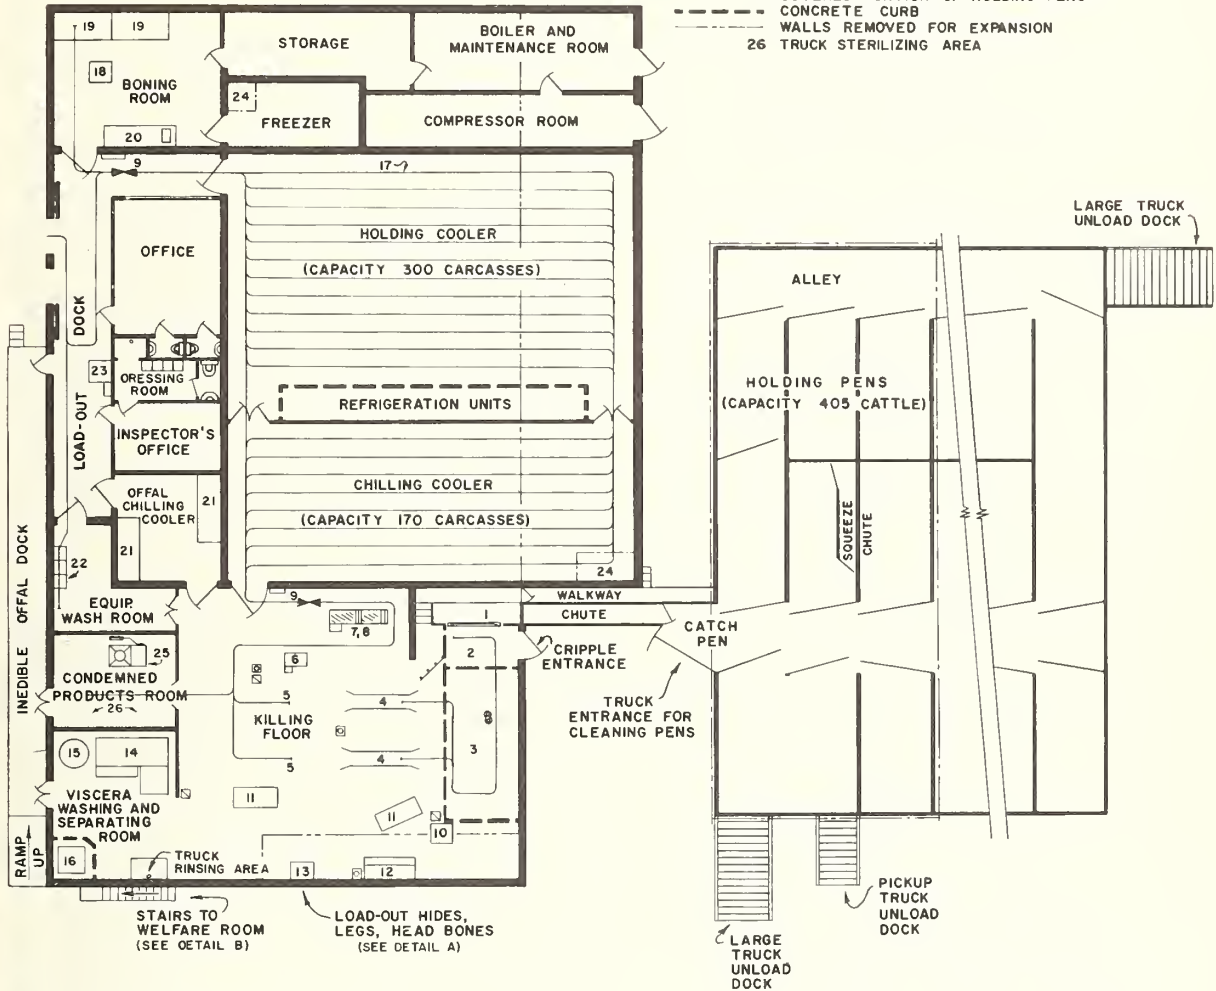 CONCRETE CURB
WALLS REMOVED FOR EXPANSION
26 TRUCK STERILIZING AREA
19
19
18
BONING
ROOM
20
STORAGE
BOILER AND
MAINTENANCE ROOM
24
FREEZER
COMPRESSOR ROOM
9
17
OFFICE
HOLDING COOLER
(CAPACITY 300 CARCASSES)
LOAD-OUT DOCK
23
DRESSING
ROOM
REFRIGERATION UNITS
INSPECTOR'S
OFFICE
OFFAL
CHILLING
COOLER
21
21
CHILLING COOLER
(CAPACITY 170 CARCASSES)
24
22
EQUIP.
WASH ROOM
INEDIBLE OFFAL DOCK
RAMP
UP
9
7,8
1
2
6
5
4
3
4
5
KILLING
FLOOR
25
CONDEMNED
PRODUCTS ROOM
26
15
14
VISCERA
WASHING AND
SEPARATING
ROOM
16
11
11
10
13
12
TRUCK
RINSING AREA
STAIRS TO
WELFARE ROOM
(SEE DETAIL B)
LOAD-OUT HIDES,
LEGS, HEAD BONES
(SEE DETAIL A)
WALKWAY
CHUTE
CRIPPLE
ENTRANCE
CATCH
PEN
TRUCK
ENTRANCE FOR
CLEANING PENS
LARGE TRUCK
UNLOAD DOCK
ALLEY
HOLDING PENS
(CAPACITY 405 CATTLE)
SQUEEZE
CHUTE
PICKUP
TRUCK
UNLOAD
DOCK
LARGE
TRUCK
UNLOAD
DOCK